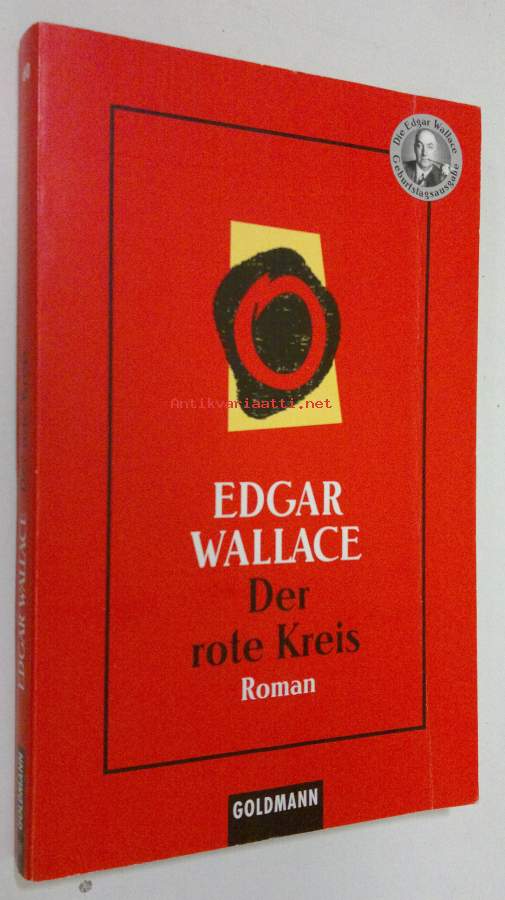 Die Edgar Wallace
Geburtstagsausgabe
Antikvariaatti.net
EDGAR
WALLACE
Der
rote Kreis
Roman
GOLDMANN
EDGAR WALLACE
GOLDMANN